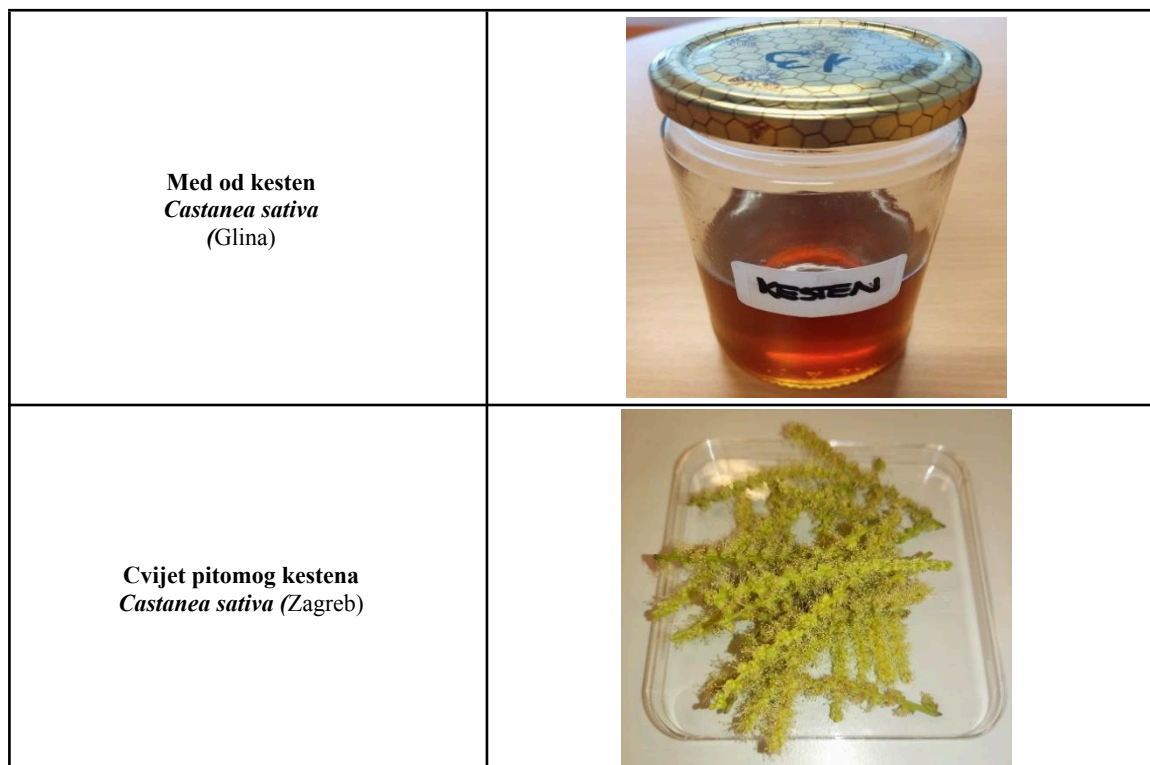 Med od kesten
Castanea sativa
(Glina)
KESTEN
Cvijet pitomog kestena
Castanea sativa (Zagreb)